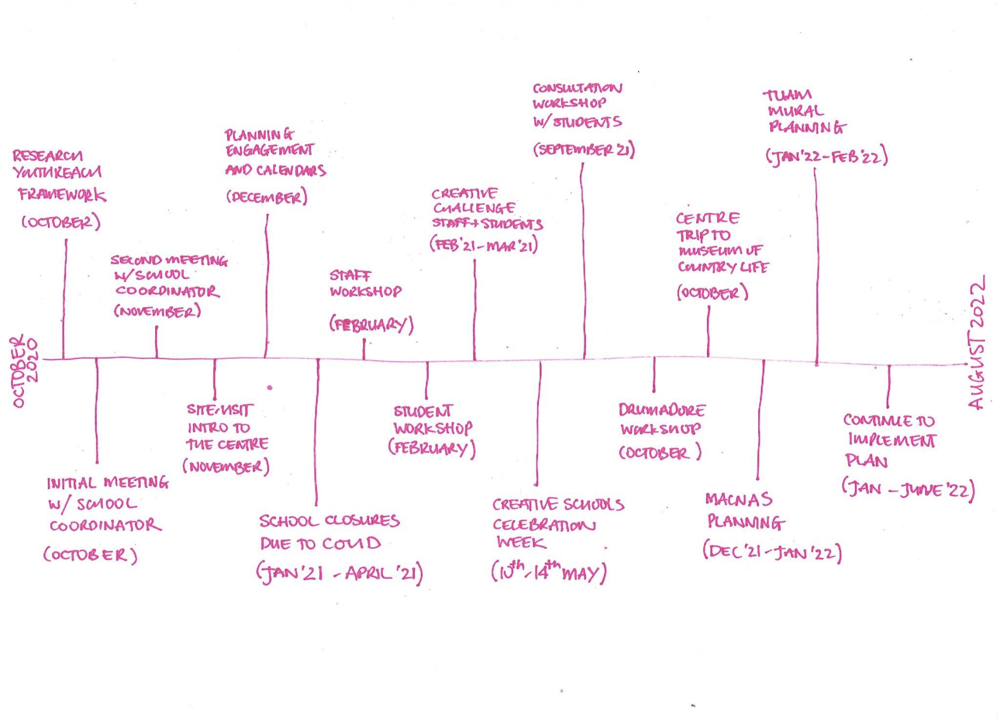 OCTOBER
2020
RESEARCH
YOUTHREACH
FRAMEWORK
(OCTOBER)
INITIAL MEETING
W/ SCHOOL
COORDINATOR
(OCTOBER)
SECOND MEETING
W/SCHOOL
COORDINATOR
(NOVEMBER)
SITE-VISIT
INTRO TO
THE CENTRE
(NOVEMBER)
PLANNING
ENGAGEMENT
AND CALENDARS
(DECEMBER)
SCHOOL CLOSURES
DUE TO COVID
(JAN '21 - APRIL '21)
STAFF
WORKSHOP
(FEBRUARY)
STUDENT
WORKSHOP
(FEBRUARY)
CREATIVE
CHALLENGE
STAFF + STUDENTS
(FEB '21 - MAR '21)
CREATIVE SCHOOLS
CELEBRATION
WEEK
(10th-14th MAY)
CONSULTATION
WORKSHOP
W/ STUDENTS
(SEPTEMBER '21)
DRUMADORE
WORKSHOP
(OCTOBER)
CENTRE
TRIP TO
MUSEUM OF
COUNTRY LIFE
(OCTOBER)
MACNAS
PLANNING
(DEC '21 - JAN '22)
TUAM
MURAL
PLANNING
(JAN '22 - FEB '22)
CONTINUE TO
IMPLEMENT
PLAN
(JAN - JUNE '22)
AUGUST 2022